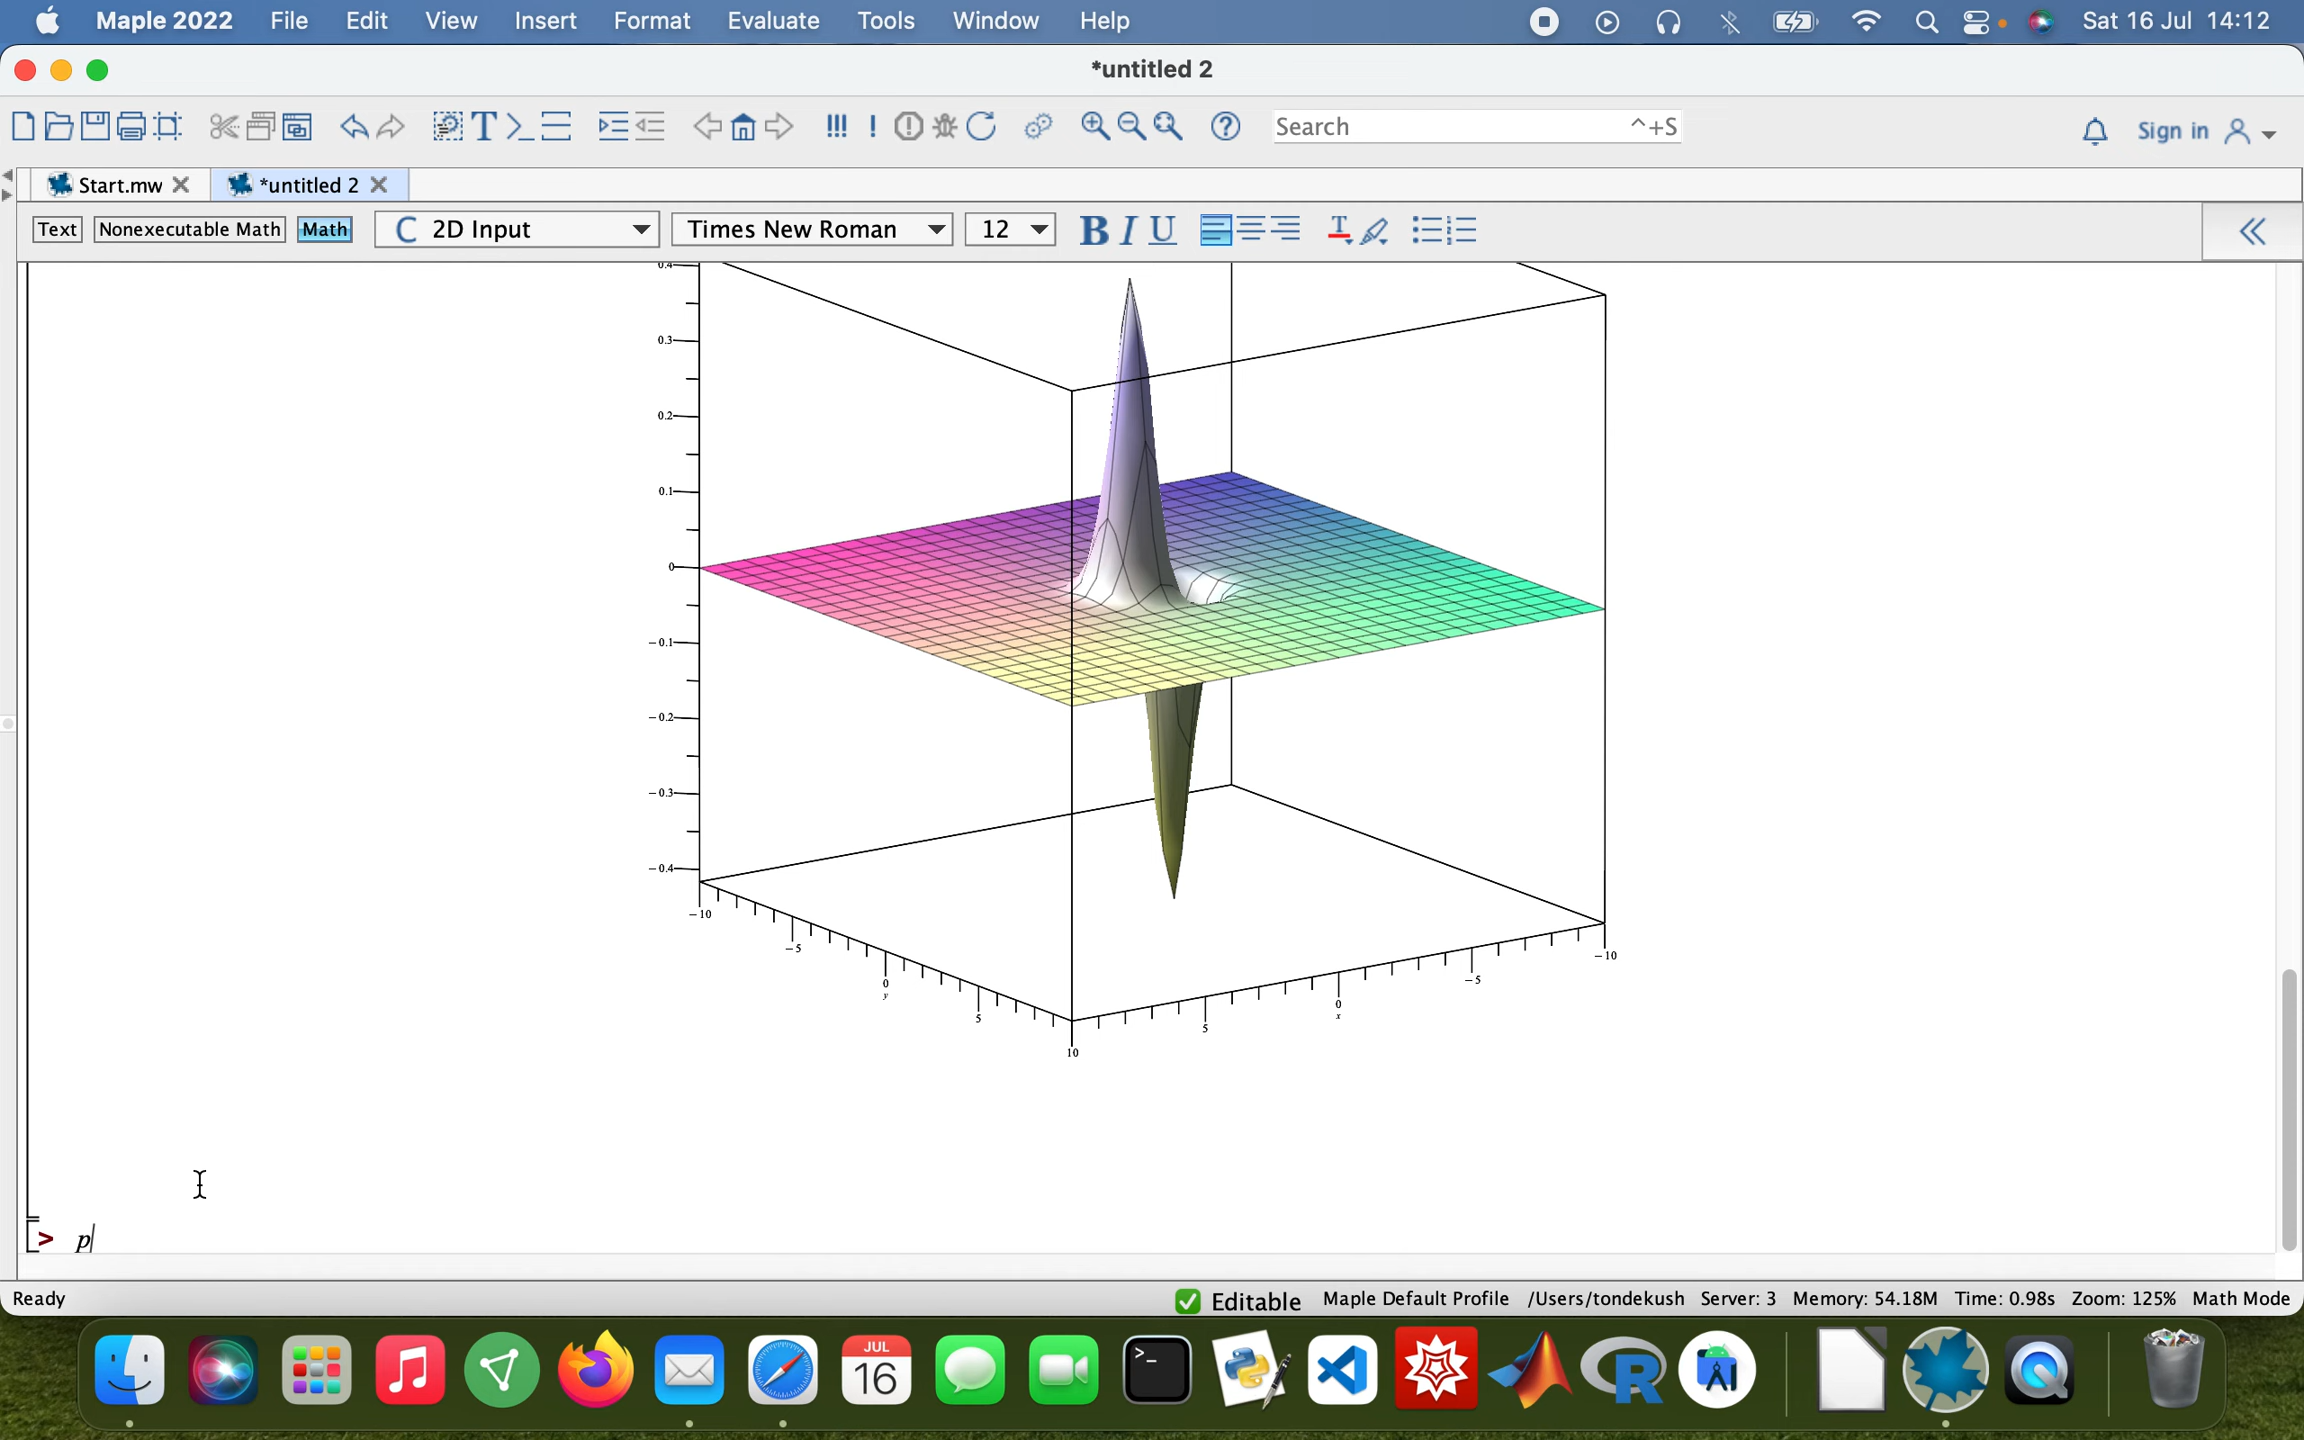 Maple 2022 File Edit View Insert Format Evaluate Tools Window Help Sat 16 Jul 14:12
*untitled 2
Search ^+S Sign in
Start.mw *untitled 2
Text Nonexecutable Math Math C 2D Input Times New Roman 12 B I U
0.4
0.3
0.2
0.1
0
-0.1
-0.2
-0.3
-0.4
-10
-5
0
y
5
10
5
0
x
-5
-10
> p
Ready Editable Maple Default Profile /Users/tondekush Server: 3 Memory: 54.18M Time: 0.98s Zoom: 125% Math Mode
JUL
16